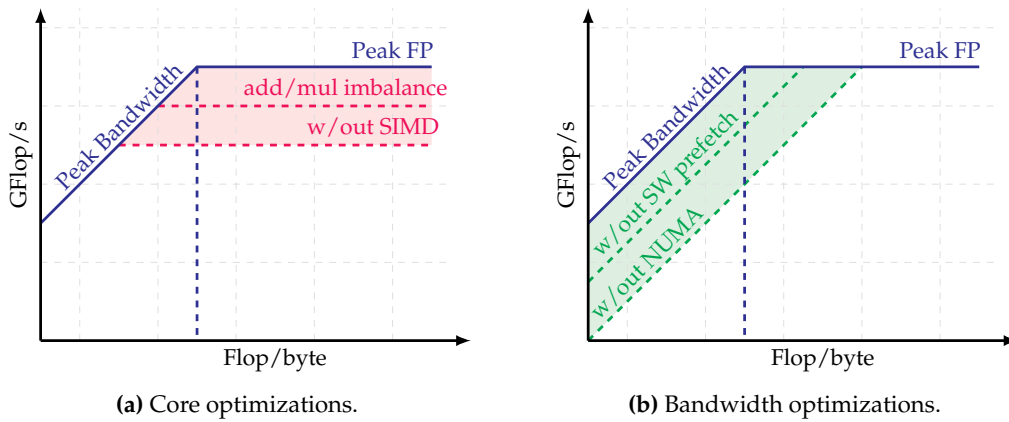 GFlop/s
Peak Bandwidth
Peak FP
add/mul imbalance
w/out SIMD
Flop/byte
(a) Core optimizations.
GFlop/s
Peak Bandwidth
Peak FP
w/out SW prefetch
w/out NUMA
Flop/byte
(b) Bandwidth optimizations.